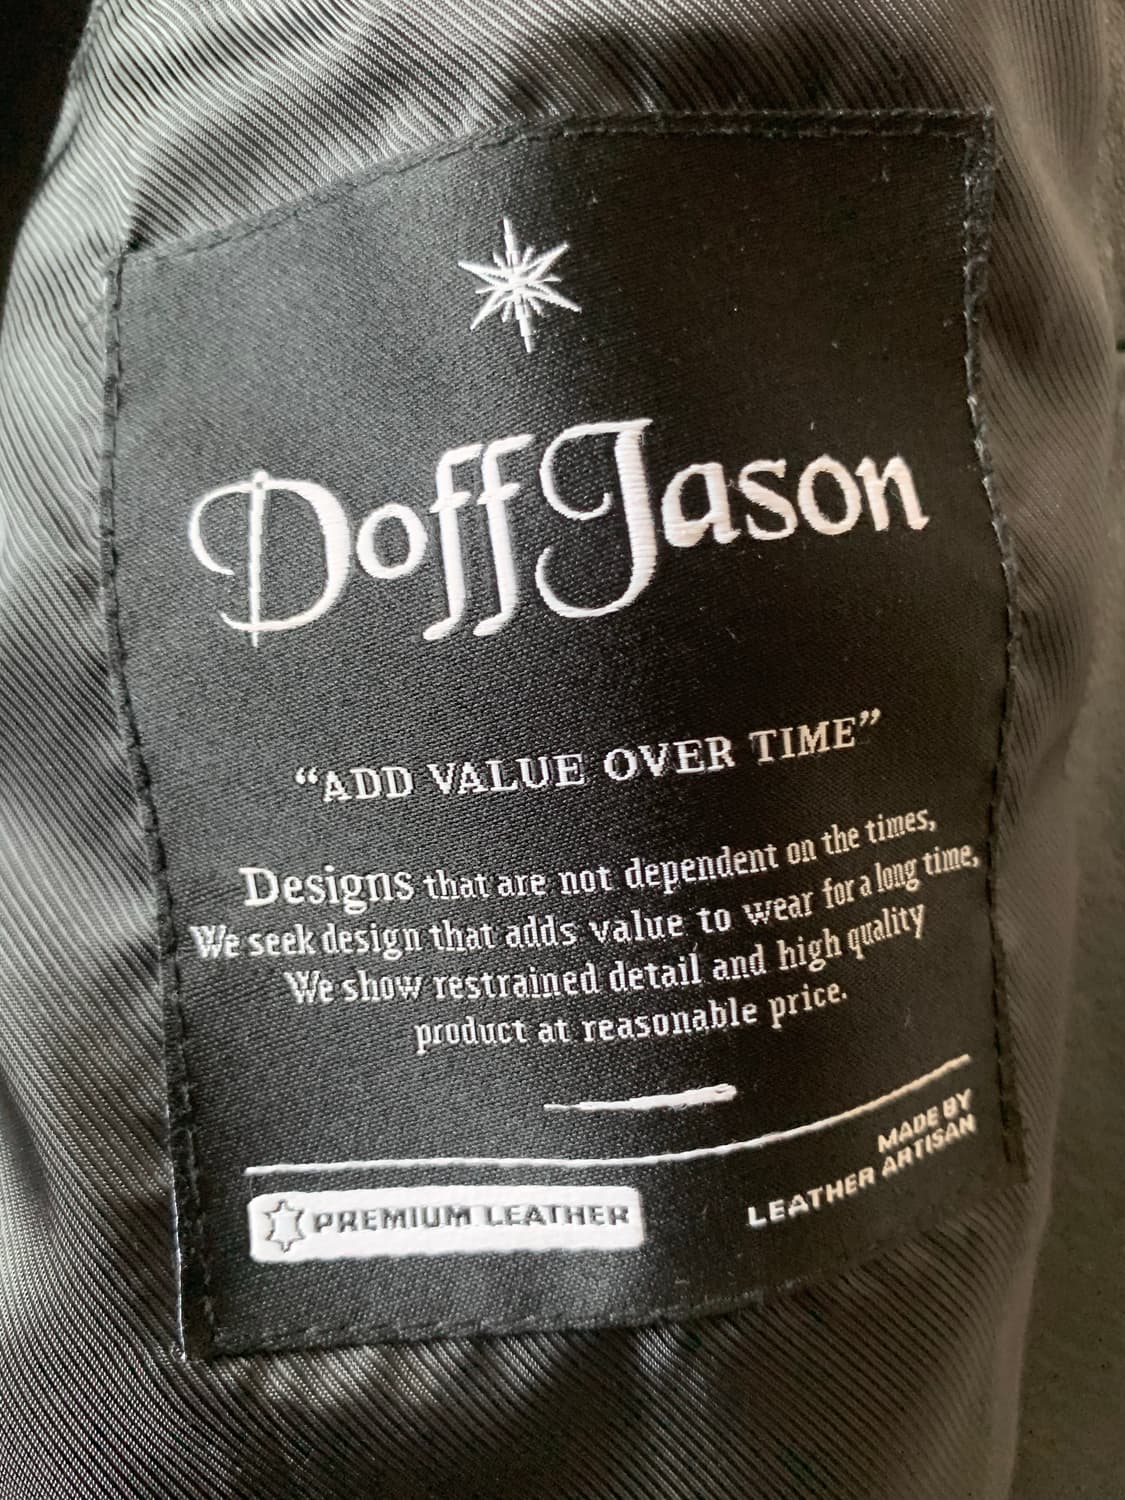 Doff Jason
“ADD VALUE OVER TIME”
Designs that are not dependent on the times,
We seek design that adds value to wear for a long time,
We show restrained detail and high quality
product at reasonable price.
PREMIUM LEATHER
MADE BY
LEATHER ARTISAN